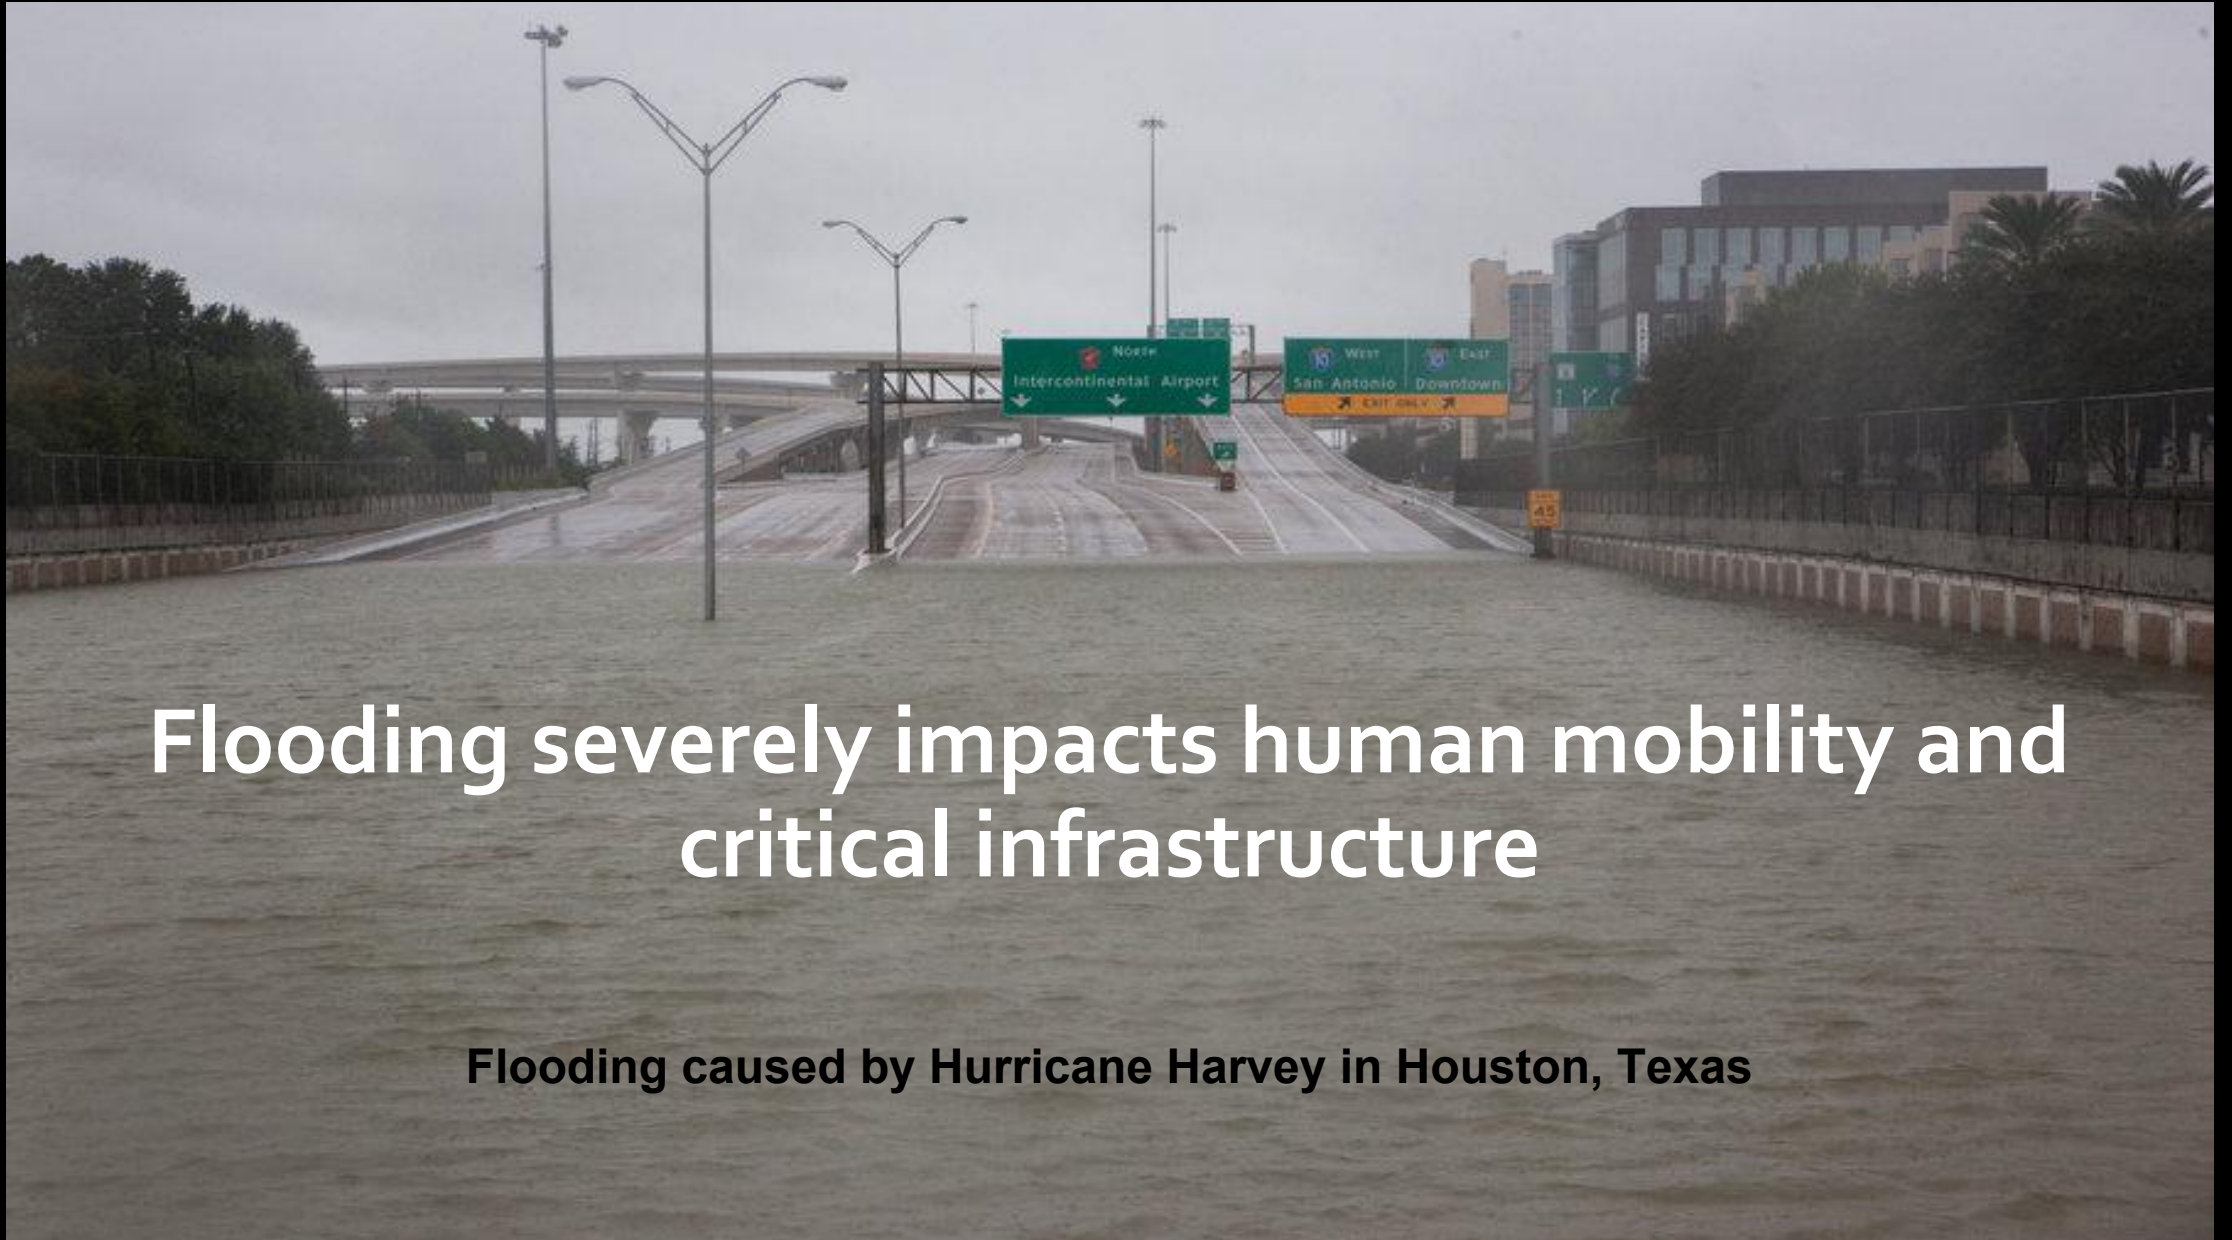 North
Intercontinental Airport
10 West 10 East
San Antonio Downtown
EXIT ONLY
45
Flooding severely impacts human mobility and
critical infrastructure
Flooding caused by Hurricane Harvey in Houston, Texas